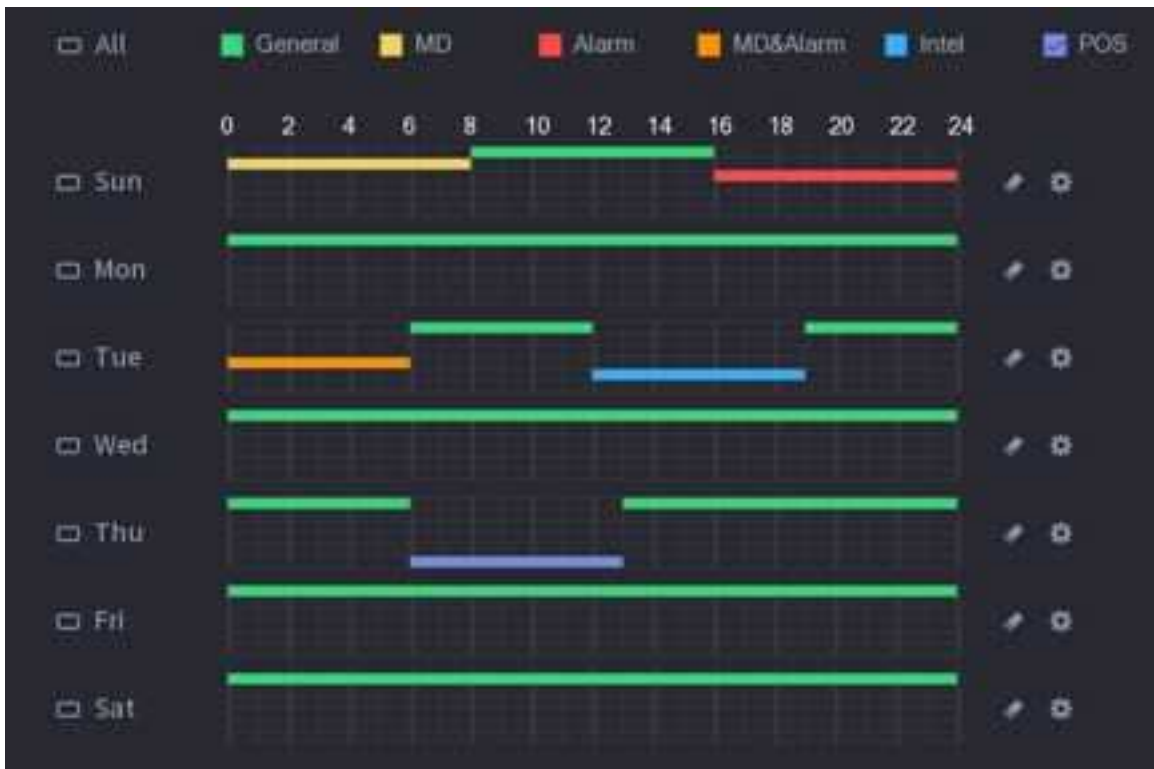 All General MD Alarm MD&Alarm Intel POS
0 2 4 6 8 10 12 14 16 18 20 22 24
Sun
Mon
Tue
Wed
Thu
Fri
Sat